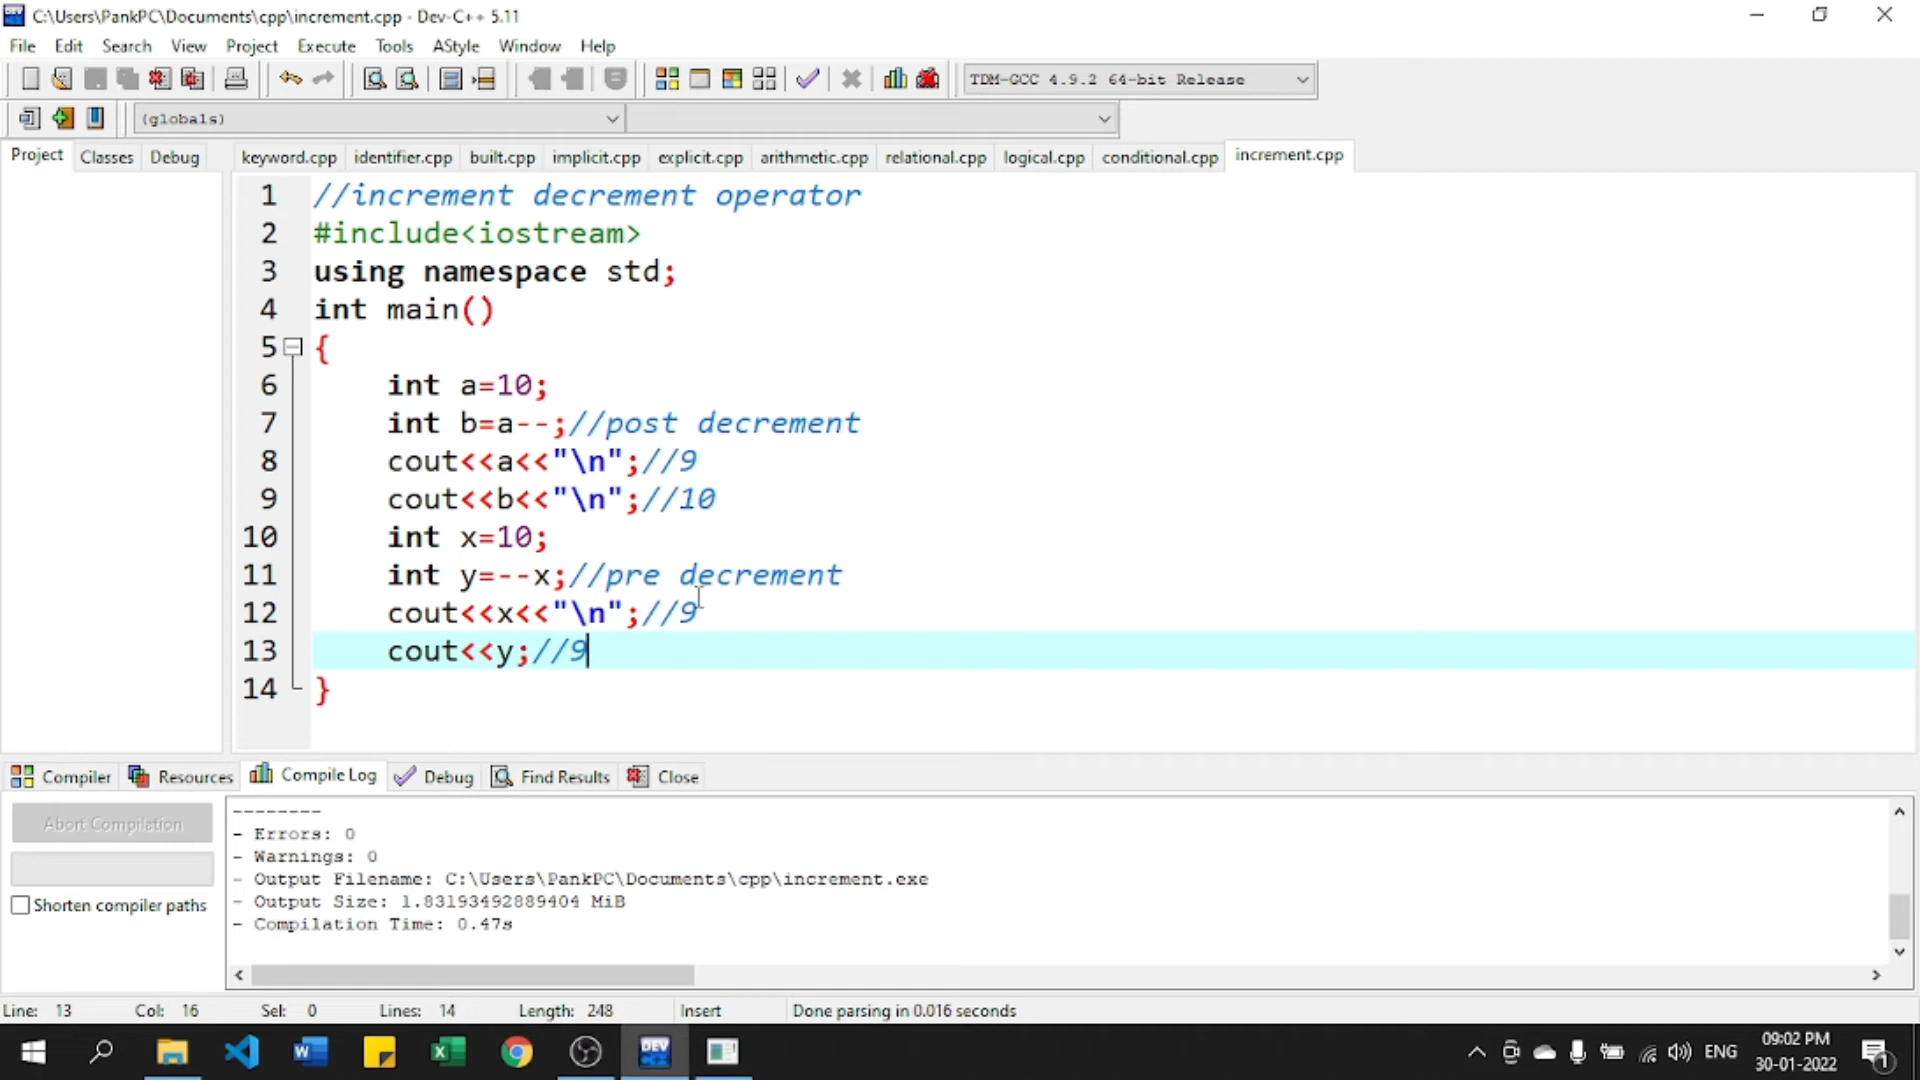 C:\Users\PankPC\Documents\cpp\increment.cpp - Dev-C++ 5.11
File Edit Search View Project Execute Tools AStyle Window Help
TDM-GCC 4.9.2 64-bit Release
(globals)
Project Classes Debug keyword.cpp identifier.cpp built.cpp implicit.cpp explicit.cpp arithmetic.cpp relational.cpp logical.cpp conditional.cpp increment.cpp
1 //increment decrement operator
2 #include<iostream>
3 using namespace std;
4 int main()
5 {
6 int a=10;
7 int b=a--;//post decrement
8 cout<<a<<"\n";//9
9 cout<<b<<"\n";//10
10 int x=10;
11 int y=--x;//pre decrement
12 cout<<x<<"\n";//9
13 cout<<y;//9
14 }
Compiler Resources Compile Log Debug Find Results Close
Abort Compilation
Shorten compiler paths
--------
- Errors: 0
- Warnings: 0
- Output Filename: C:\Users\PankPC\Documents\cpp\increment.exe
- Output Size: 1.83193492889404 MiB
- Compilation Time: 0.47s
Line: 13 Col: 16 Sel: 0 Lines: 14 Length: 248 Insert Done parsing in 0.016 seconds
DEV
ENG
09:02 PM
30-01-2022
1